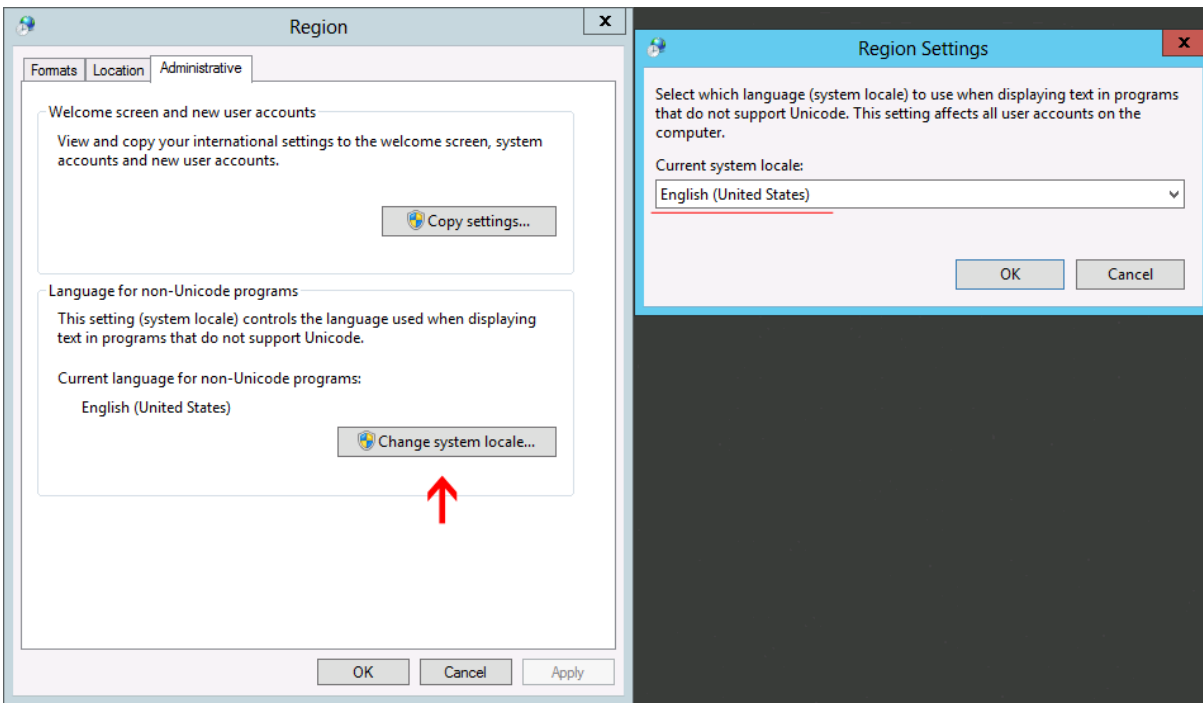 Region
x
Formats
Location
Administrative
Welcome screen and new user accounts
View and copy your international settings to the welcome screen, system
accounts and new user accounts.
Copy settings...
Language for non-Unicode programs
This setting (system locale) controls the language used when displaying
text in programs that do not support Unicode.
Current language for non-Unicode programs:
English (United States)
Change system locale...
OK
Cancel
Apply
Region Settings
x
Select which language (system locale) to use when displaying text in programs
that do not support Unicode. This setting affects all user accounts on the
computer.
Current system locale:
English (United States)
OK
Cancel